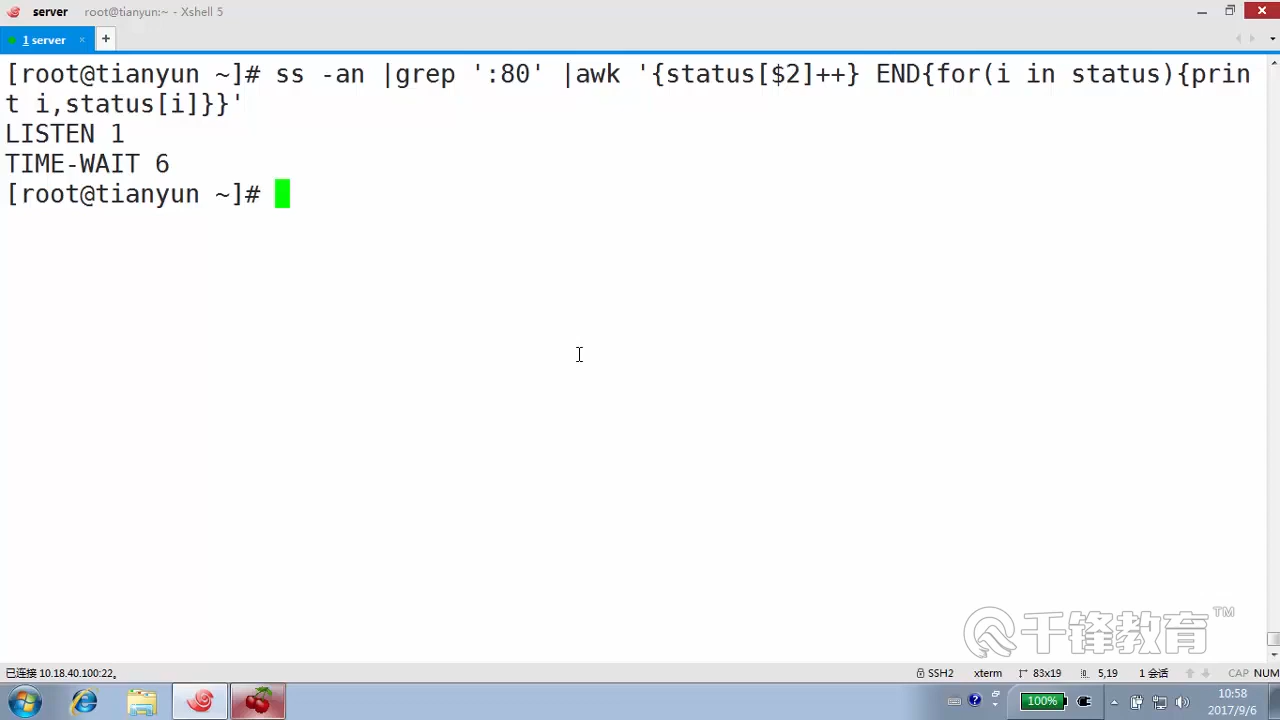 server root@tianyun:~ - Xshell 5
1 server × +
[root@tianyun ~]# ss -an |grep ':80' |awk '{status[$2]++} END{for(i in status){prin
t i,status[i]}}'
LISTEN 1
TIME-WAIT 6
[root@tianyun ~]#
千锋教育™
已连接 10.18.40.100:22。 SSH2 xterm 83x19 5,19 1 会话 CAP NUM
100% 10:58
2017/9/6